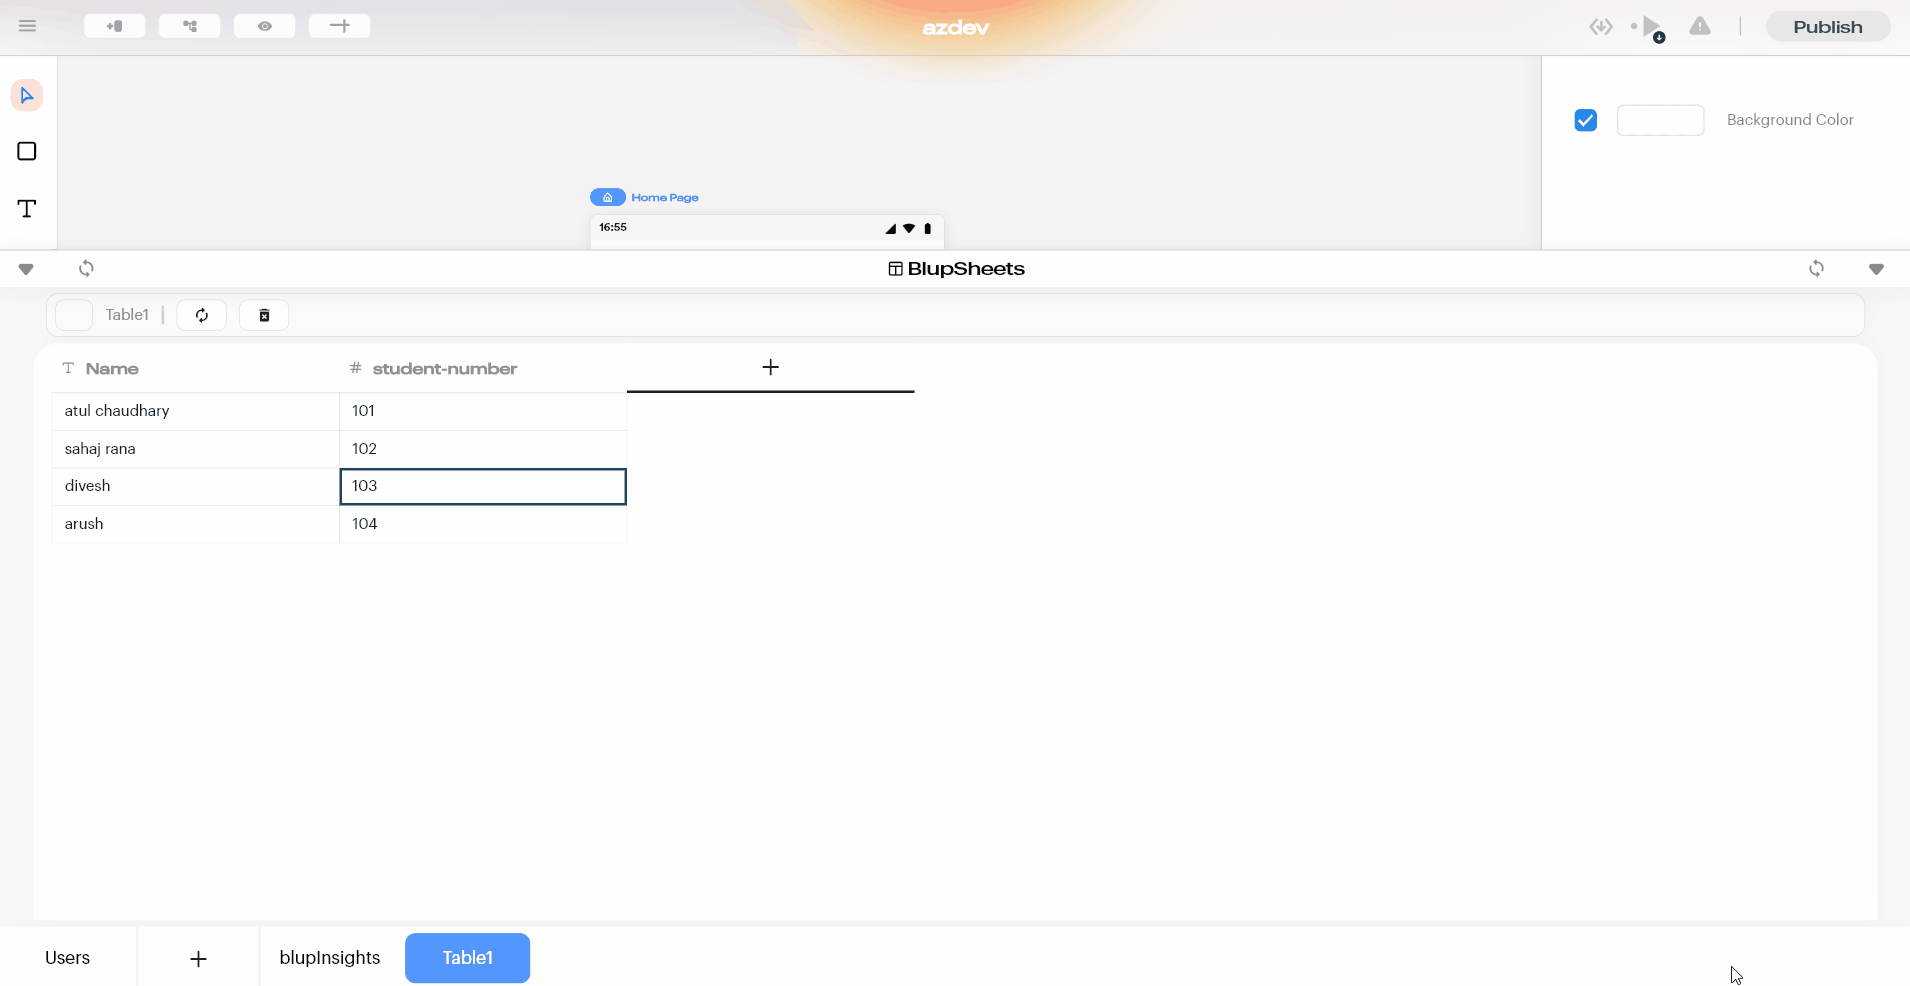 azdev
Publish
Background Color
Home Page
16:55
BlupSheets
Table1
Name student-number
atul chaudhary 101
sahaj rana 102
divesh 103
arush 104
Users blupInsights Table1